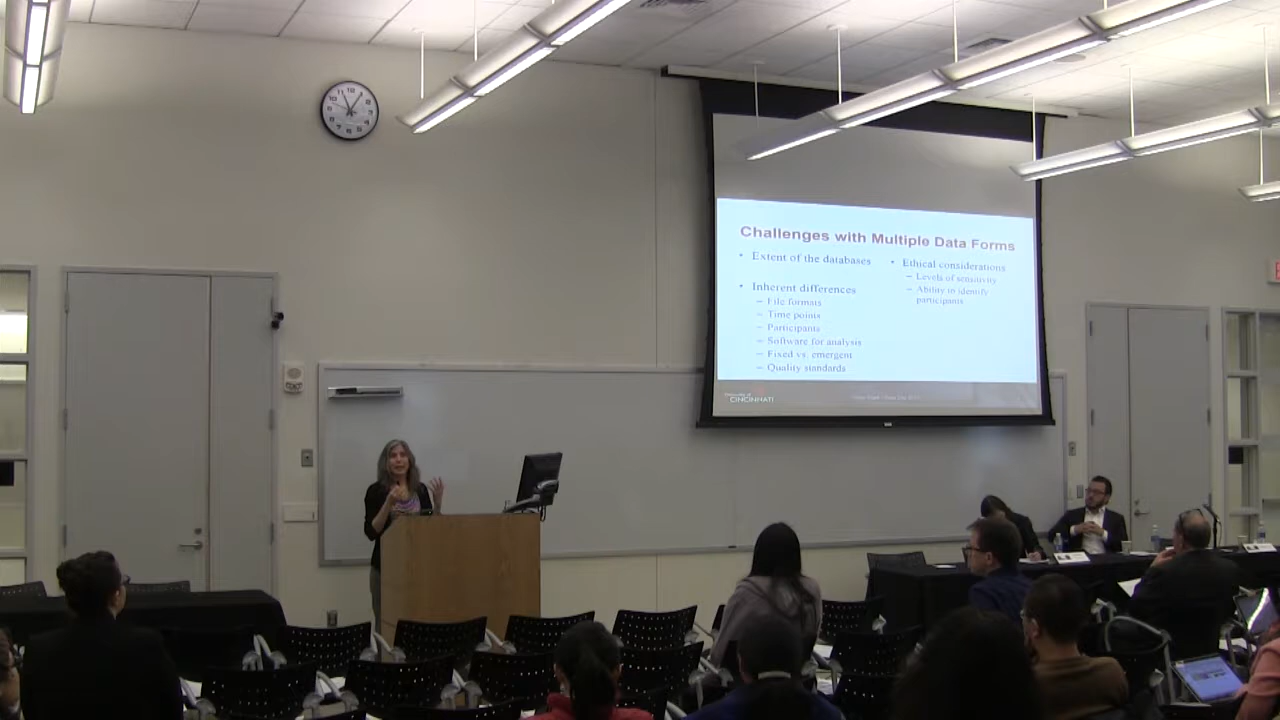 Challenges with Multiple Data Forms
• Extent of the databases
• Inherent differences
– File formats
– Time points
– Participants
– Software for analysis
– Fixed vs. emergent
– Quality standards
• Ethical considerations
– Levels of sensitivity
– Ability to identify
participants
CINCINNATI